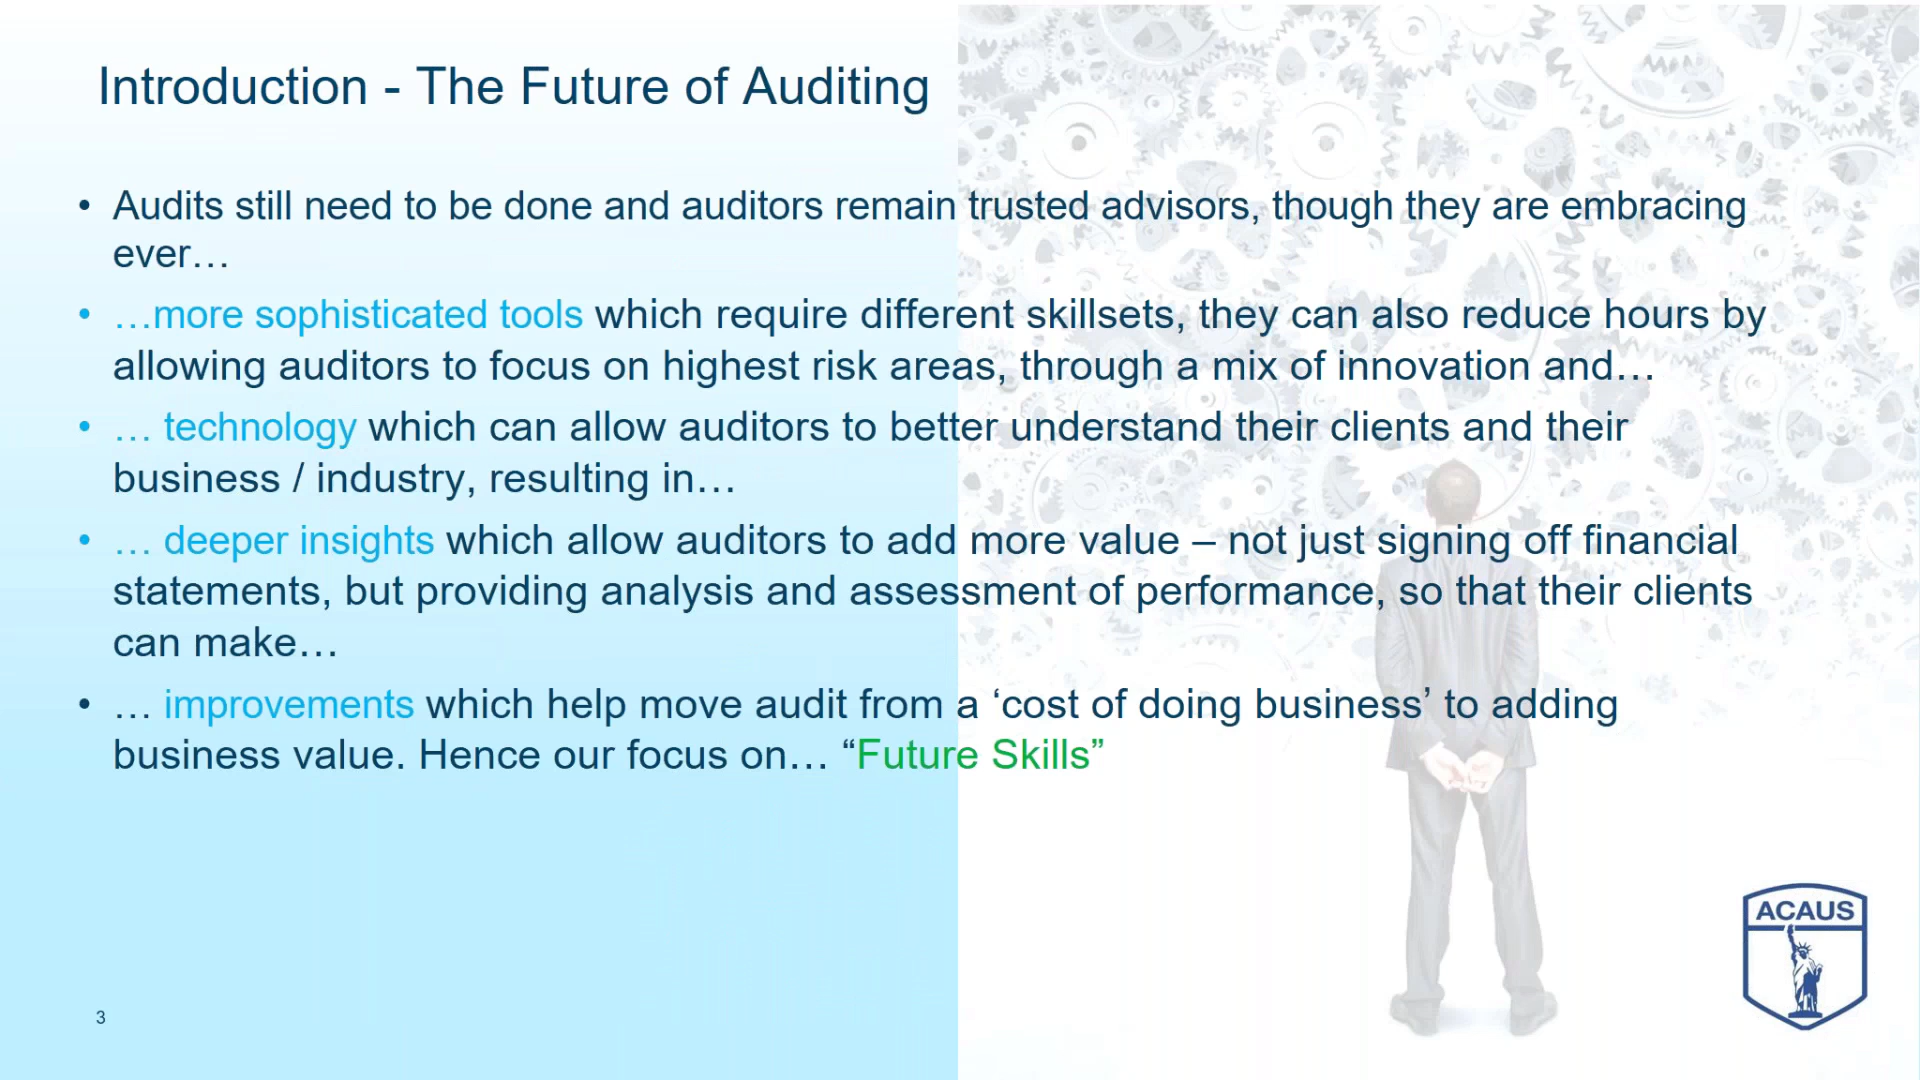 Introduction - The Future of Auditing
• Audits still need to be done and auditors remain trusted advisors, though they are embracing
ever…
• …more sophisticated tools which require different skillsets, they can also reduce hours by
allowing auditors to focus on highest risk areas, through a mix of innovation and…
• … technology which can allow auditors to better understand their clients and their
business / industry, resulting in…
• … deeper insights which allow auditors to add more value – not just signing off financial
statements, but providing analysis and assessment of performance, so that their clients
can make…
• … improvements which help move audit from a ‘cost of doing business’ to adding
business value. Hence our focus on… “Future Skills”
ACAUS
3